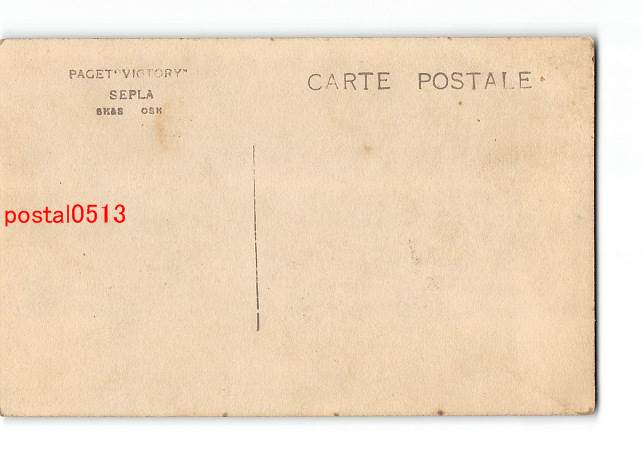 PAGET "VICTORY"
SEPLA
SK&S OSK
CARTE POSTALE
postal0513